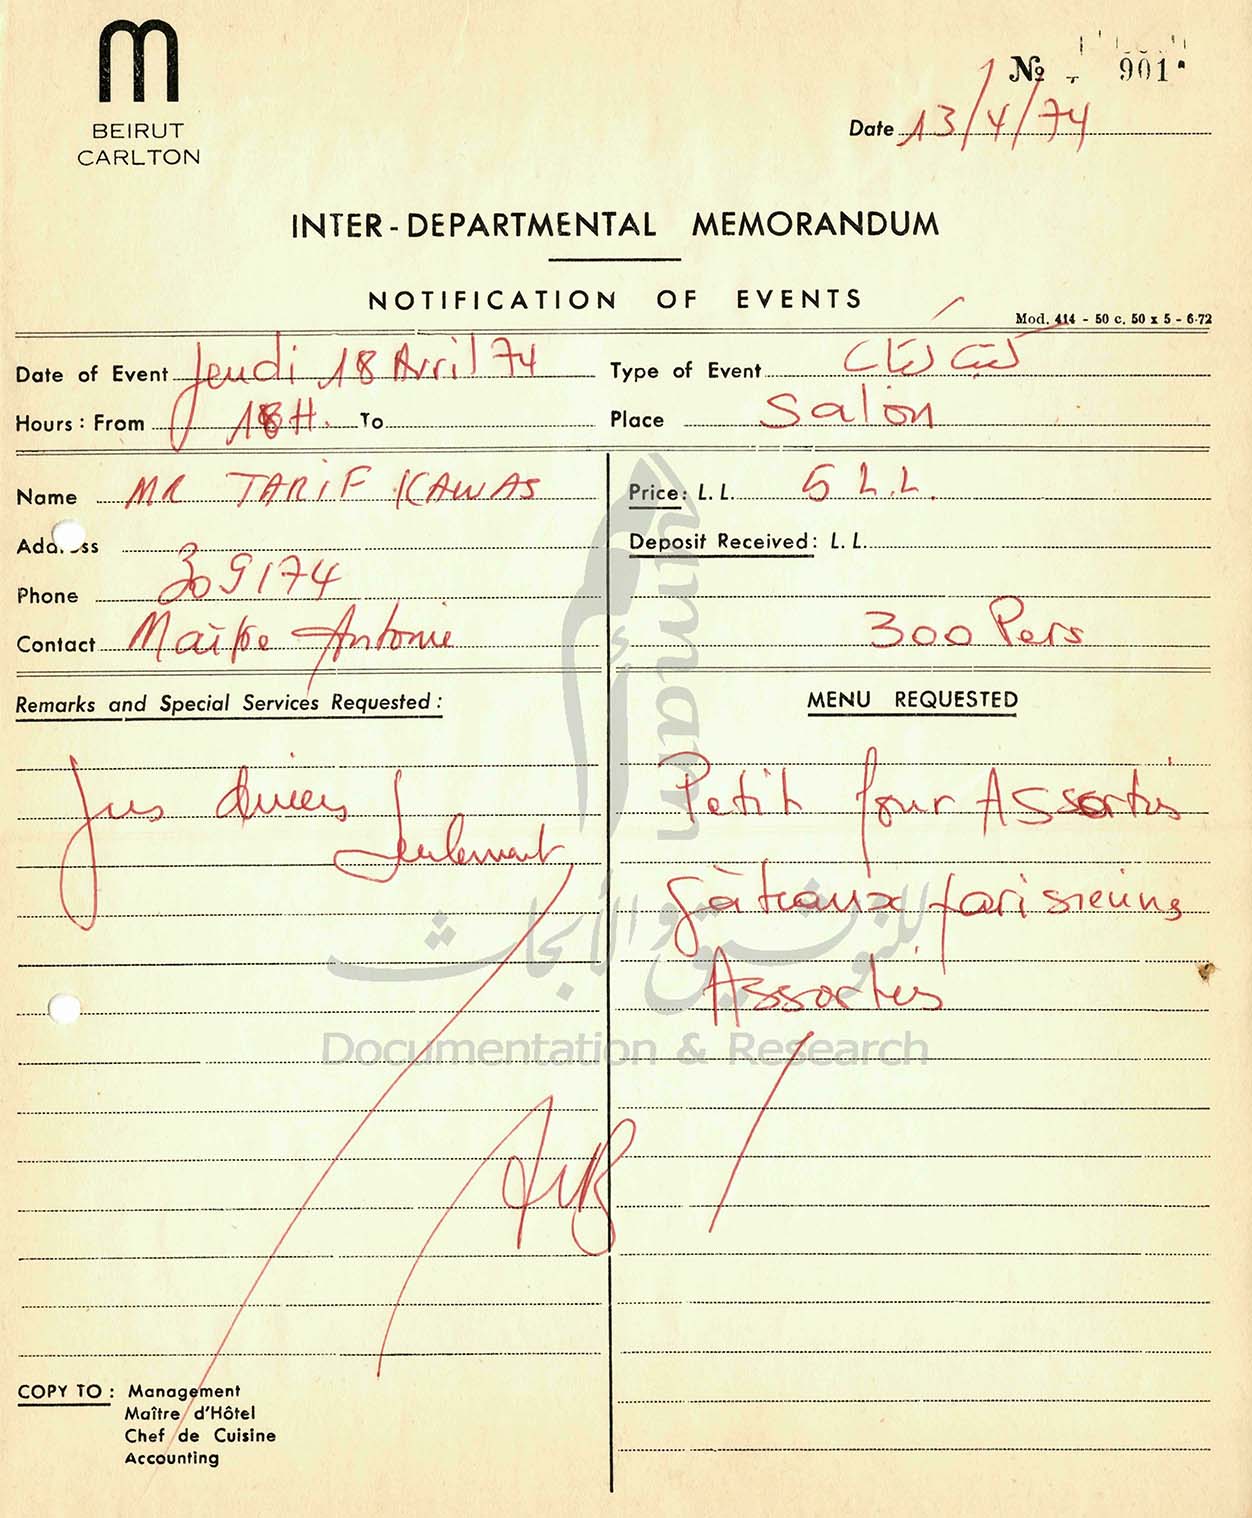 BEIRUT
CARLTON
No 901
Date 13/4/74
INTER-DEPARTMENTAL MEMORANDUM
NOTIFICATION OF EVENTS
Mod. 414 - 50 c. 50 x 5 - 6-72
Date of Event Jeudi 18 Avril 74
Type of Event كتب كتاب
Hours : From 18H. To
Place Salon
Name MR TARIF KAWAS
Price : L. L. 5 L.L.
Address
Deposit Received : L. L.
Phone 309174
Contact Maître Antoine
300 Pers
Remarks and Special Services Requested :
MENU REQUESTED
Jus divers
Seulement
Petit four Assortis
Gâteaux parisiens
Assortis
umam
أمم
للتوثيق والأبحاث
Documentation & Research
COPY TO : Management
Maître d'Hôtel
Chef de Cuisine
Accounting